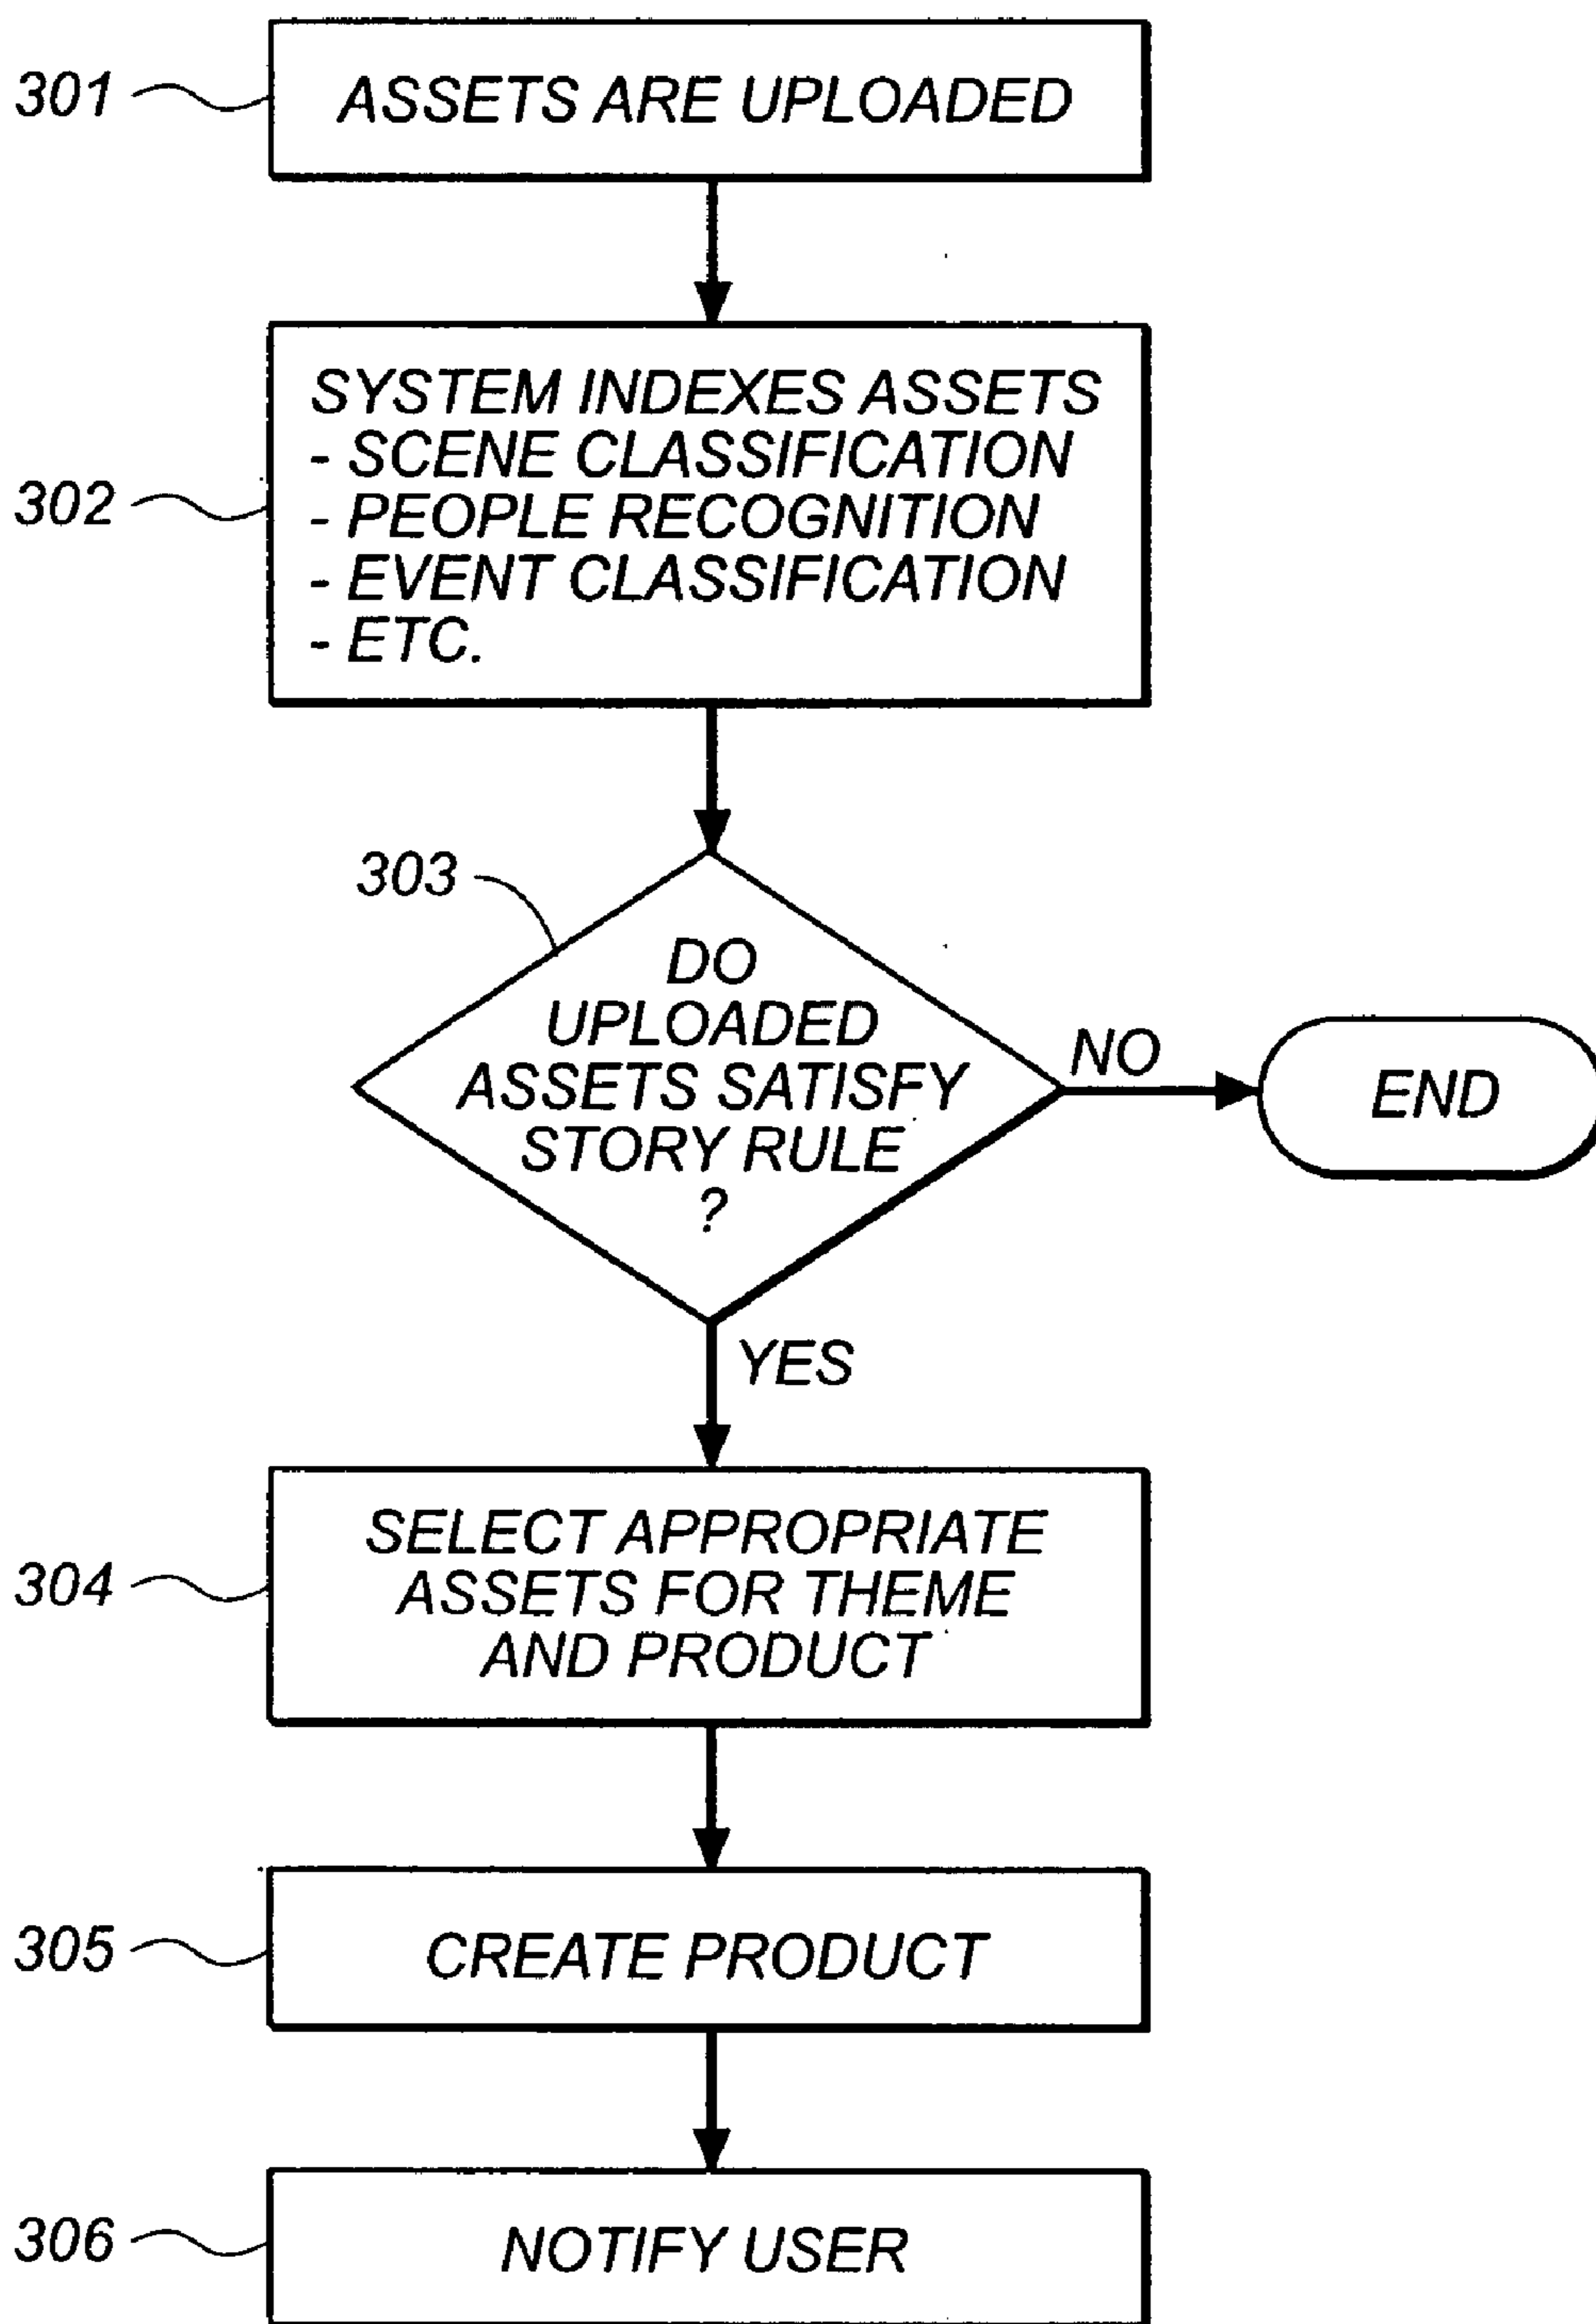 301
ASSETS ARE UPLOADED
302
SYSTEM INDEXES ASSETS
- SCENE CLASSIFICATION
- PEOPLE RECOGNITION
- EVENT CLASSIFICATION
- ETC.
303
DO
UPLOADED
ASSETS SATISFY
STORY RULE
?
NO
END
YES
304
SELECT APPROPRIATE
ASSETS FOR THEME
AND PRODUCT
305
CREATE PRODUCT
306
NOTIFY USER